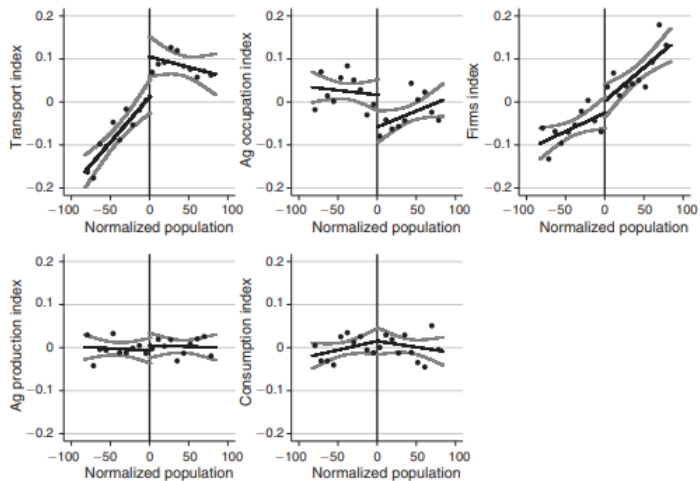 Transport index
0.2
0.1
0
−0.1
−0.2
−100 −50 0 50 100
Normalized population
Ag occupation index
0.2
0.1
0
−0.1
−0.2
−100 −50 0 50 100
Normalized population
Firms index
0.2
0.1
0
−0.1
−0.2
−100 −50 0 50 100
Normalized population
Ag production index
0.2
0.1
0
−0.1
−0.2
−100 −50 0 50 100
Normalized population
Consumption index
0.2
0.1
0
−0.1
−0.2
−100 −50 0 50 100
Normalized population